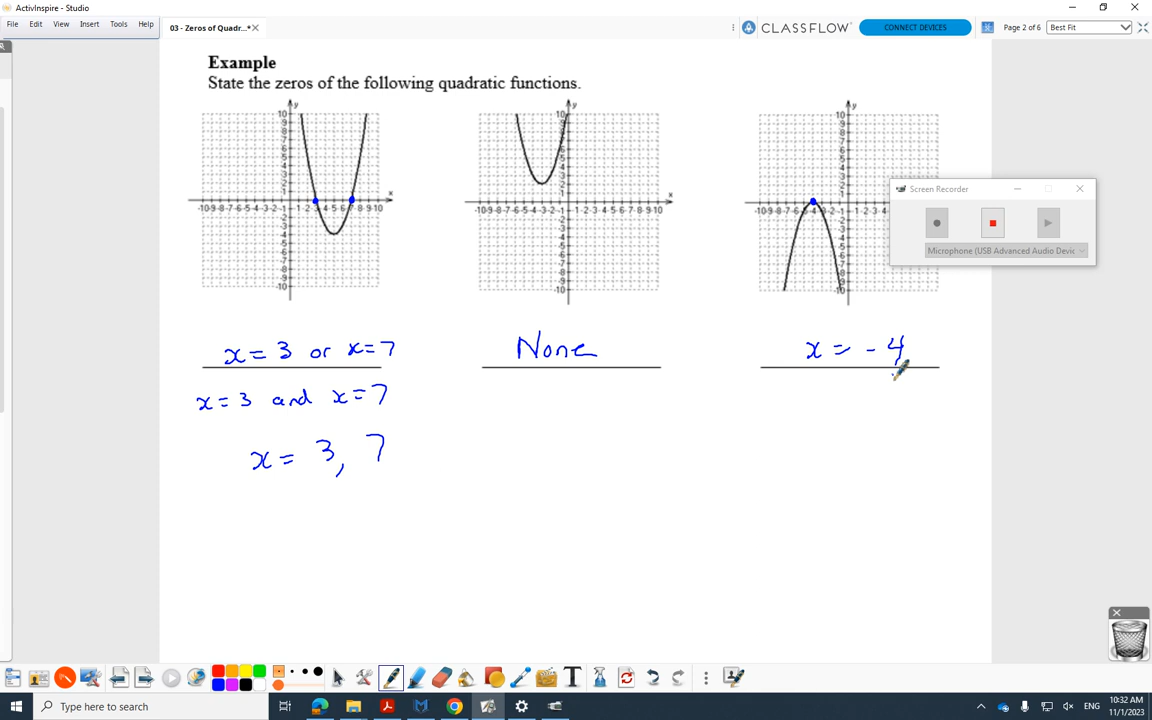 ActivInspire - Studio
File Edit View Insert Tools Help
03 - Zeros of Quadr...*
CLASSFLOW
CONNECT DEVICES
Page 2 of 6
Best Fit
Example
State the zeros of the following quadratic functions.
Screen Recorder
Microphone (USB Advanced Audio Devic
x = 3 or x = 7
None
x = - 4
x = 3 and x = 7
x = 3, 7
Type here to search
ENG
10:32 AM
11/1/2023